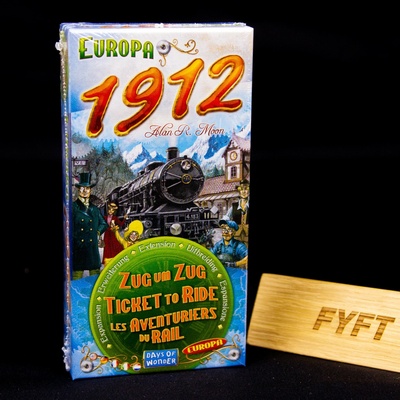 EUROPA
1912
Alan R. Moon
Expansion • Erweiterung • Extension • Uitbreiding • Espansione
ZUG UM ZUG
TICKET TO RIDE
LES AVENTURIERS
DU RAIL
EUROPA
DAYS OF
WONDER
FYFT